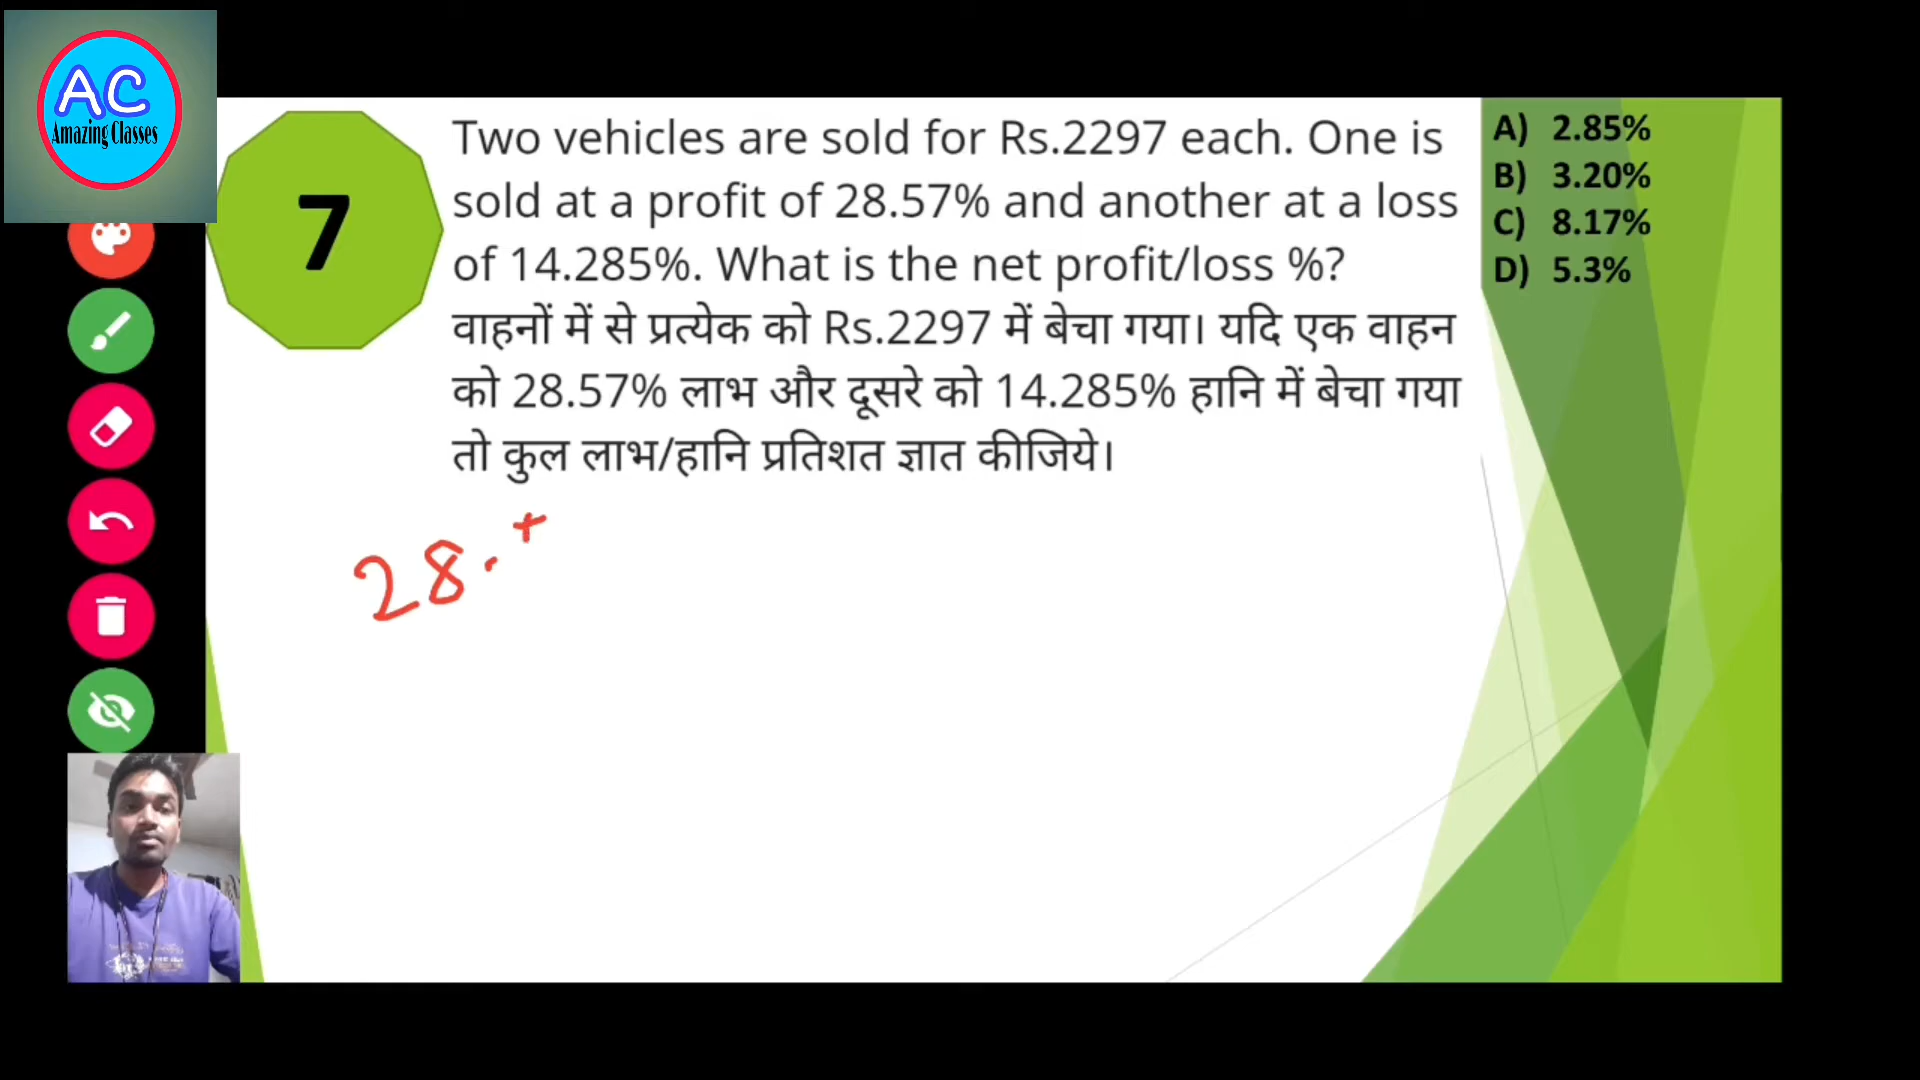 AC
Amazing Classes
7
Two vehicles are sold for Rs.2297 each. One is
sold at a profit of 28.57% and another at a loss
of 14.285%. What is the net profit/loss %?
वाहनों में से प्रत्येक को Rs.2297 में बेचा गया। यदि एक वाहन
को 28.57% लाभ और दूसरे को 14.285% हानि में बेचा गया
तो कुल लाभ/हानि प्रतिशत ज्ञात कीजिये।
A) 2.85%
B) 3.20%
C) 8.17%
D) 5.3%
28.